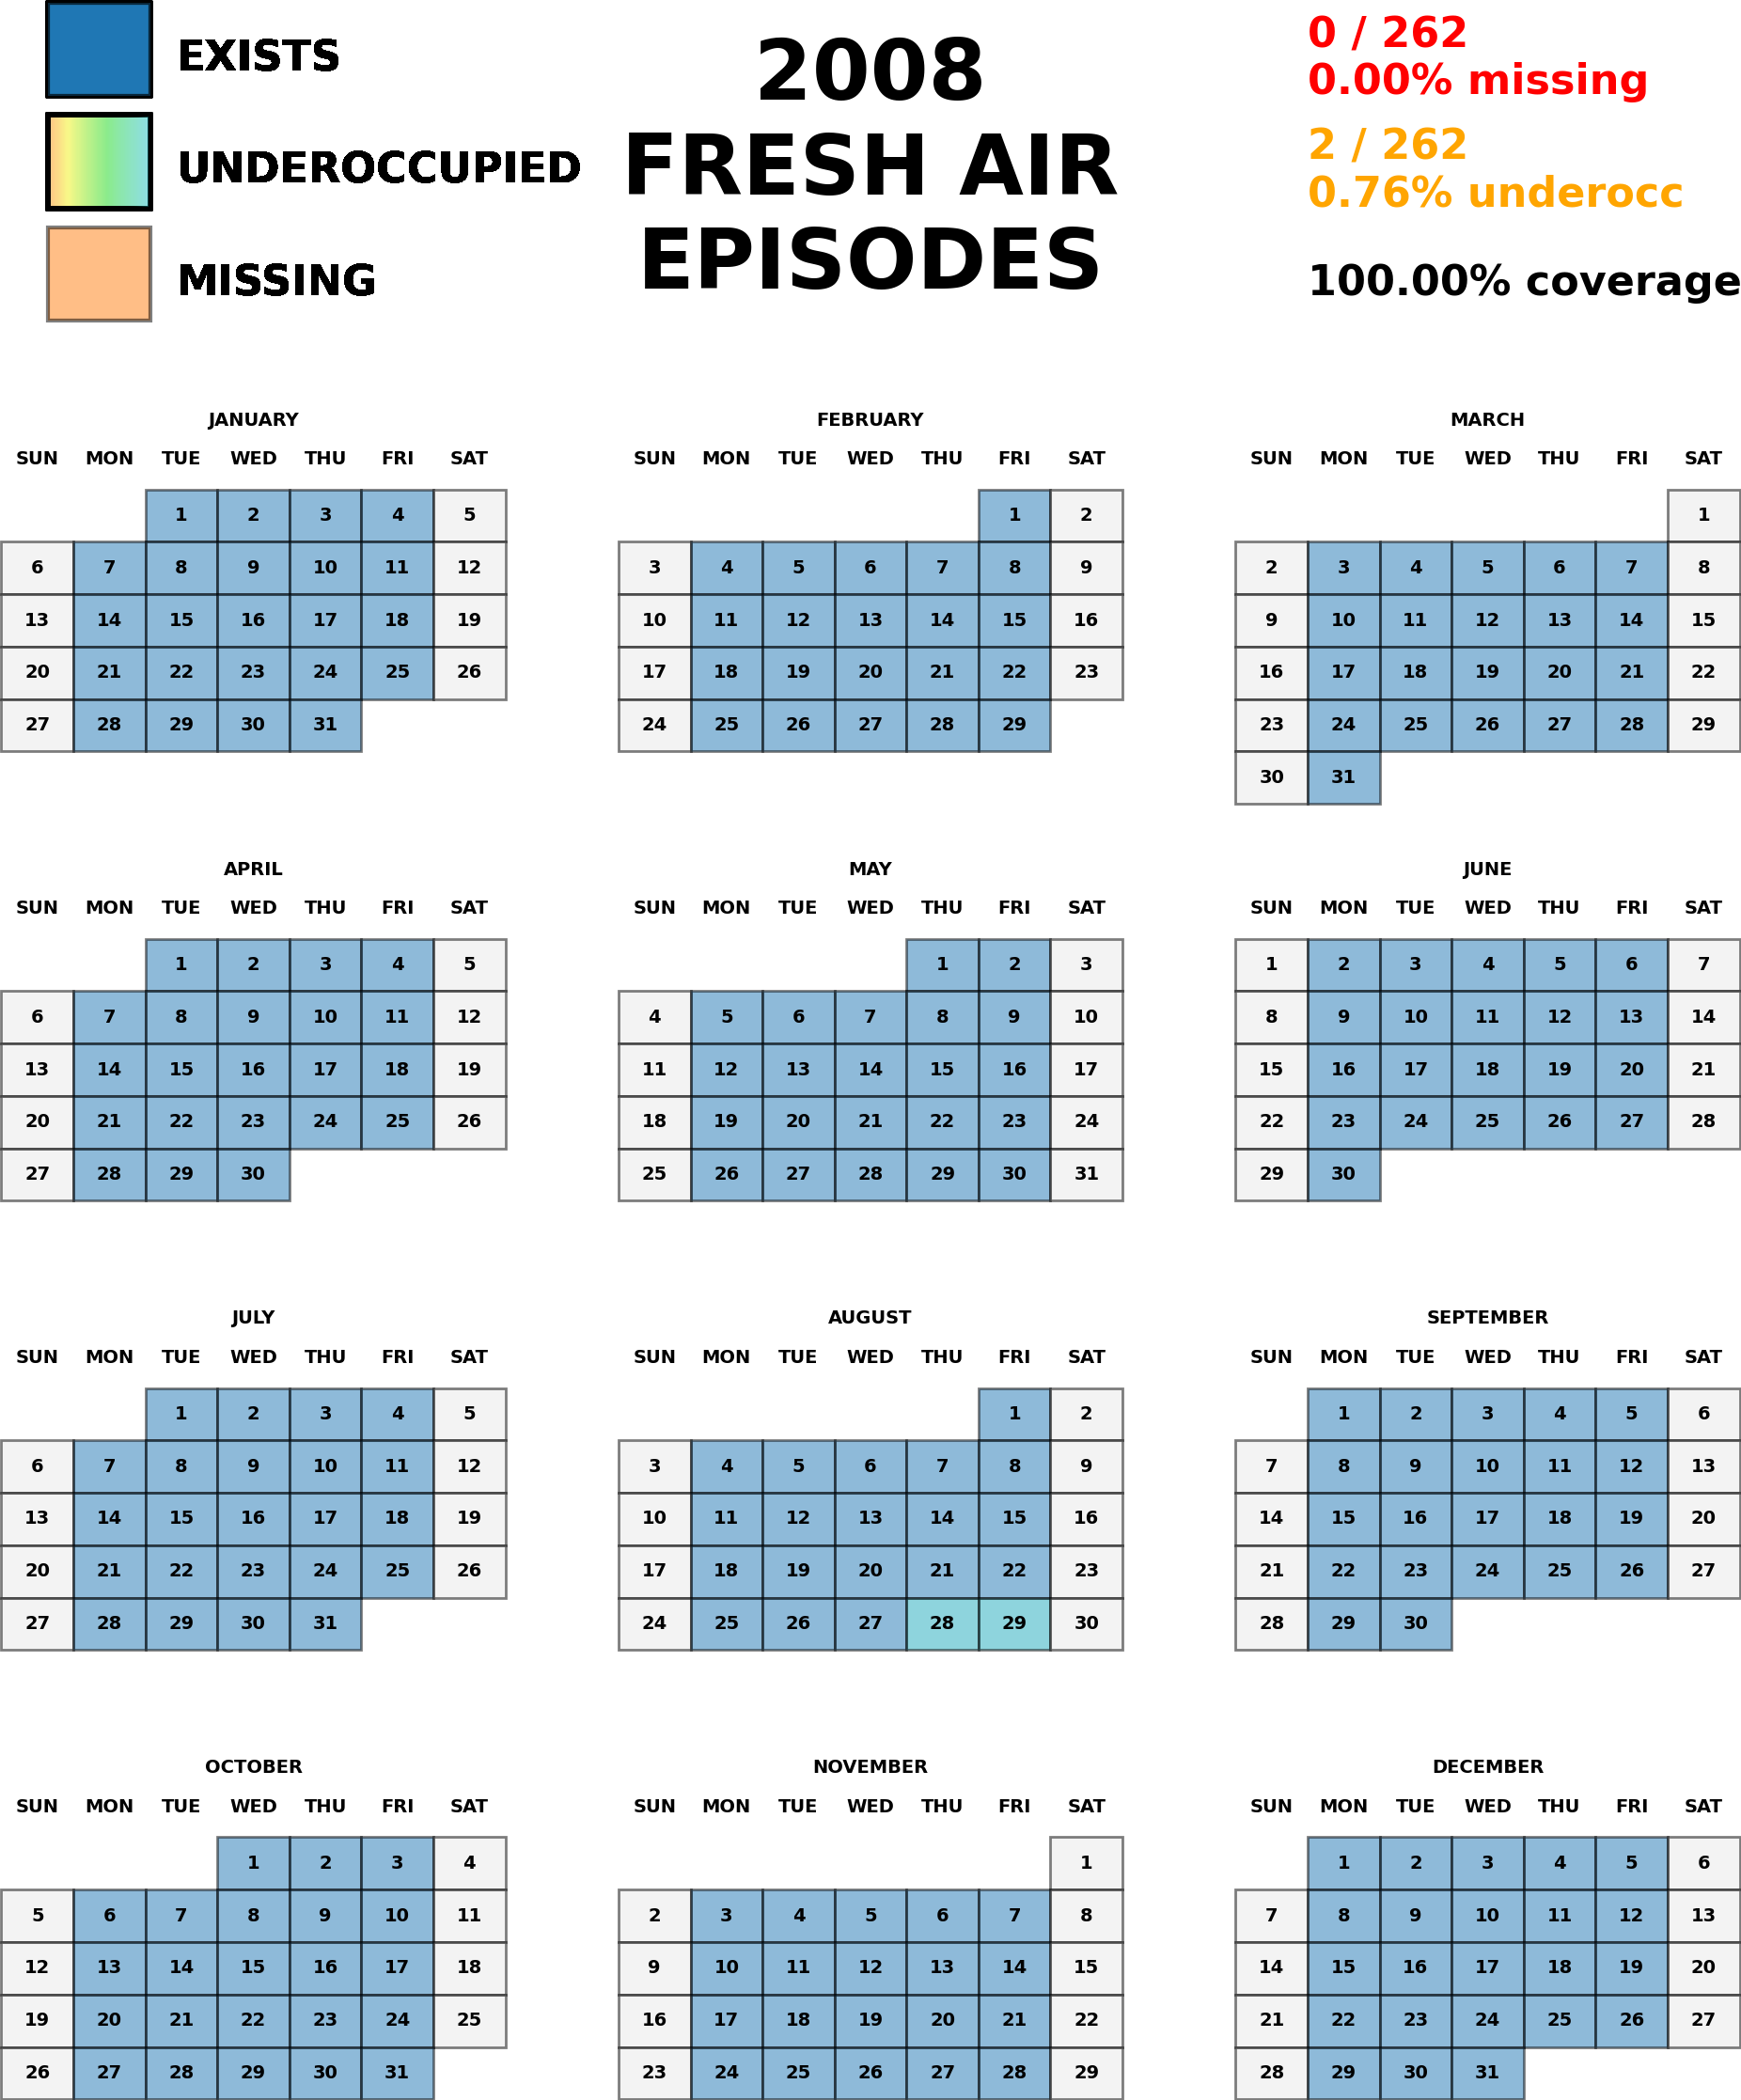 EXISTS
UNDEROCCUPIED
MISSING
2008
FRESH AIR
EPISODES
0 / 262
0.00% missing
2 / 262
0.76% underocc
100.00% coverage
JANUARY
SUN MON TUE WED THU FRI SAT
1 2 3 4 5
6 7 8 9 10 11 12
13 14 15 16 17 18 19
20 21 22 23 24 25 26
27 28 29 30 31
FEBRUARY
SUN MON TUE WED THU FRI SAT
1 2
3 4 5 6 7 8 9
10 11 12 13 14 15 16
17 18 19 20 21 22 23
24 25 26 27 28 29
MARCH
SUN MON TUE WED THU FRI SAT
1
2 3 4 5 6 7 8
9 10 11 12 13 14 15
16 17 18 19 20 21 22
23 24 25 26 27 28 29
30 31
APRIL
SUN MON TUE WED THU FRI SAT
1 2 3 4 5
6 7 8 9 10 11 12
13 14 15 16 17 18 19
20 21 22 23 24 25 26
27 28 29 30
MAY
SUN MON TUE WED THU FRI SAT
1 2 3
4 5 6 7 8 9 10
11 12 13 14 15 16 17
18 19 20 21 22 23 24
25 26 27 28 29 30 31
JUNE
SUN MON TUE WED THU FRI SAT
1 2 3 4 5 6 7
8 9 10 11 12 13 14
15 16 17 18 19 20 21
22 23 24 25 26 27 28
29 30
JULY
SUN MON TUE WED THU FRI SAT
1 2 3 4 5
6 7 8 9 10 11 12
13 14 15 16 17 18 19
20 21 22 23 24 25 26
27 28 29 30 31
AUGUST
SUN MON TUE WED THU FRI SAT
1 2
3 4 5 6 7 8 9
10 11 12 13 14 15 16
17 18 19 20 21 22 23
24 25 26 27 28 29 30
SEPTEMBER
SUN MON TUE WED THU FRI SAT
1 2 3 4 5 6
7 8 9 10 11 12 13
14 15 16 17 18 19 20
21 22 23 24 25 26 27
28 29 30
OCTOBER
SUN MON TUE WED THU FRI SAT
1 2 3 4
5 6 7 8 9 10 11
12 13 14 15 16 17 18
19 20 21 22 23 24 25
26 27 28 29 30 31
NOVEMBER
SUN MON TUE WED THU FRI SAT
1
2 3 4 5 6 7 8
9 10 11 12 13 14 15
16 17 18 19 20 21 22
23 24 25 26 27 28 29
DECEMBER
SUN MON TUE WED THU FRI SAT
1 2 3 4 5 6
7 8 9 10 11 12 13
14 15 16 17 18 19 20
21 22 23 24 25 26 27
28 29 30 31